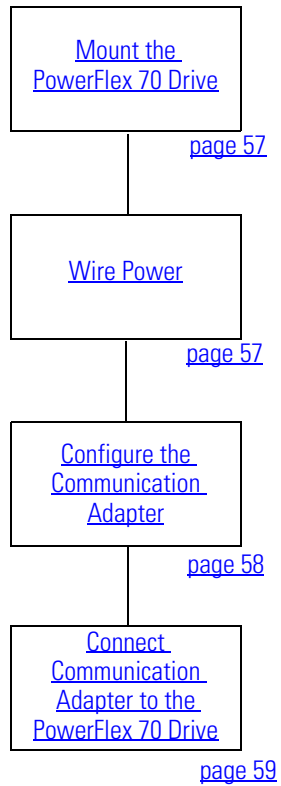 Mount the
PowerFlex 70 Drive
page 57
Wire Power
page 57
Configure the
Communication
Adapter
page 58
Connect
Communication
Adapter to the
PowerFlex 70 Drive
page 59